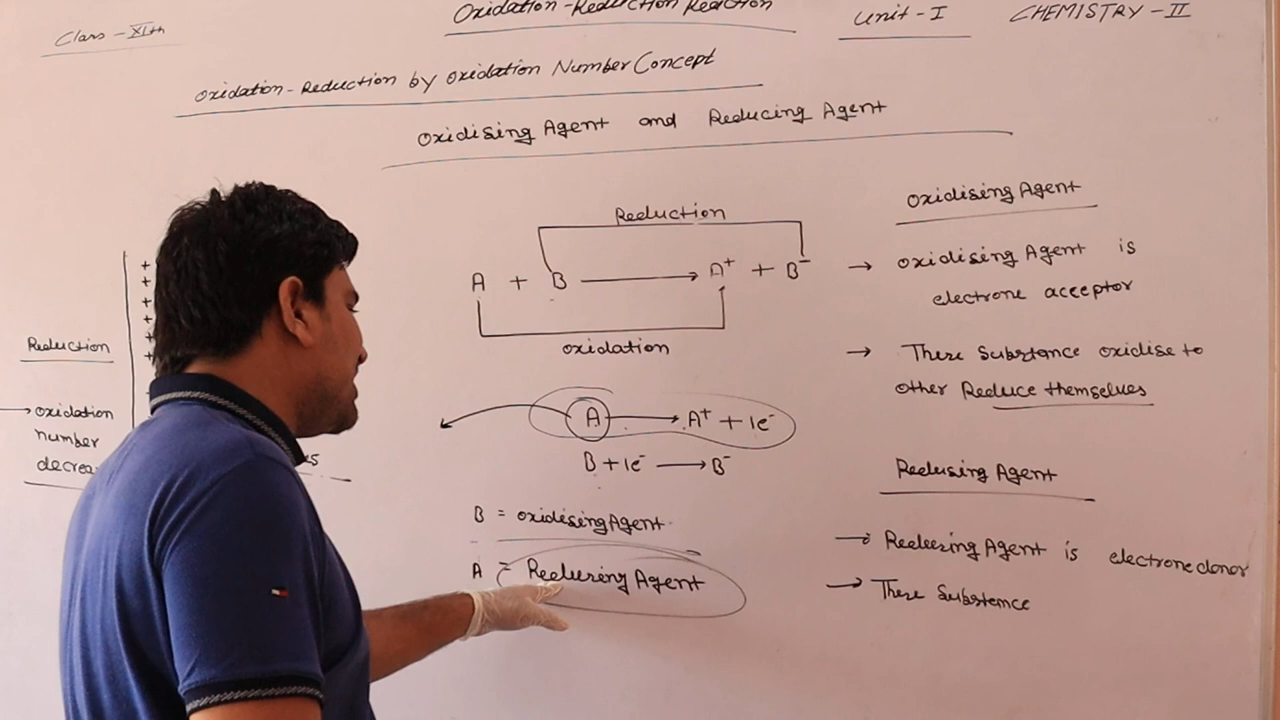 Class - XIth
Oxidation-Reduction Reaction
Unit - I
CHEMISTRY - II
Oxidation-Reduction by Oxidation Number Concept
Oxidising Agent and Reducing Agent
Reduction
A + B ⟶ A⁺ + B⁻
oxidation
A ⟶ A⁺ + 1e⁻
B + 1e⁻ ⟶ B⁻
B = oxidising Agent
A = Reducing Agent
Oxidising Agent
→ Oxidising Agent is
electrone acceptor
→ These Substance oxidise to
other Reduce themselves
Redusing Agent
→ Reducing Agent is electrone donor
→ These Substence
Reduction
→ oxidation
number
+
+
+
+
+
+